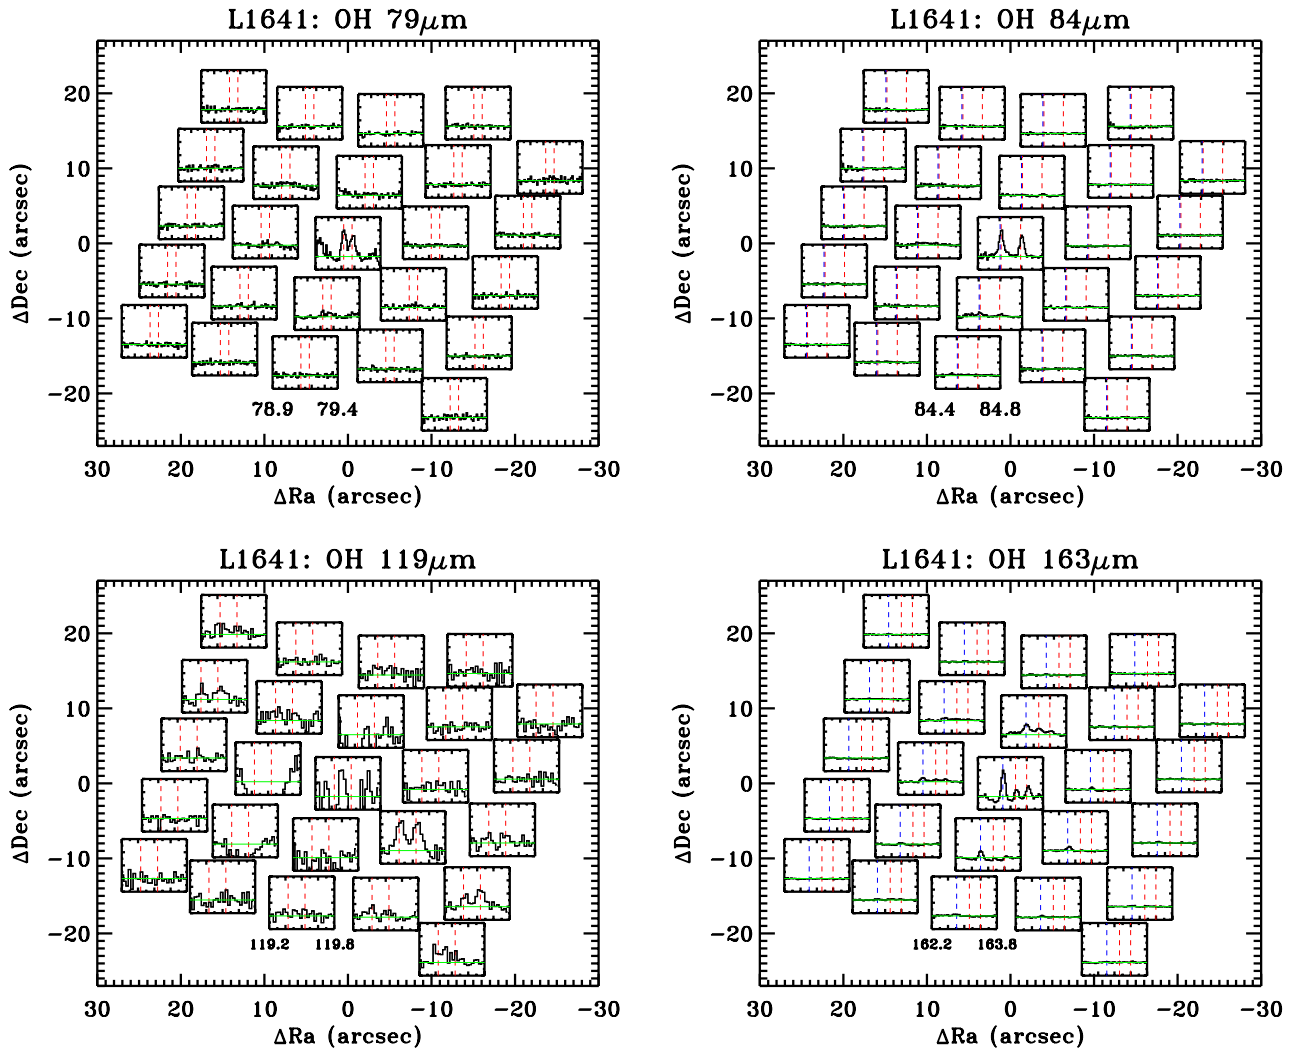 L1641: OH 79μm
20
10
0
−10
−20
ΔDec (arcsec)
78.9 79.4
30 20 10 0 −10 −20 −30
ΔRa (arcsec)
L1641: OH 84μm
20
10
0
−10
−20
ΔDec (arcsec)
84.4 84.8
30 20 10 0 −10 −20 −30
ΔRa (arcsec)
L1641: OH 119μm
20
10
0
−10
−20
ΔDec (arcsec)
119.2 119.8
30 20 10 0 −10 −20 −30
ΔRa (arcsec)
L1641: OH 163μm
20
10
0
−10
−20
ΔDec (arcsec)
162.2 163.8
30 20 10 0 −10 −20 −30
ΔRa (arcsec)